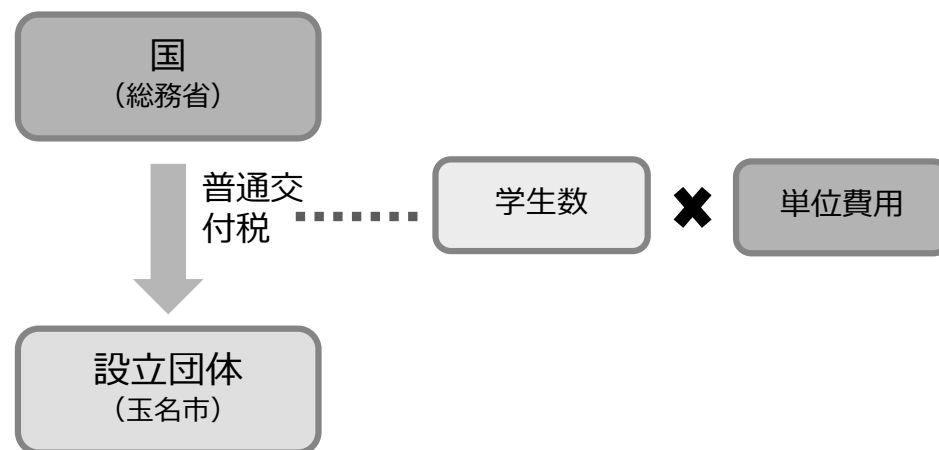 国
（総務省）
普通交
付税
学生数
✖
単位費用
設立団体
（玉名市）